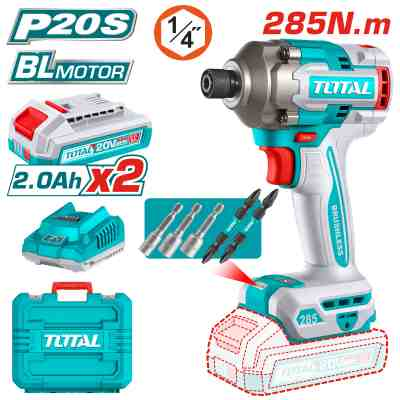 P20S
1/4"
285N.m
BL MOTOR
TOTAL
TOTAL 20V
2.0Ah x2
BRUSHLESS
285
TOTAL